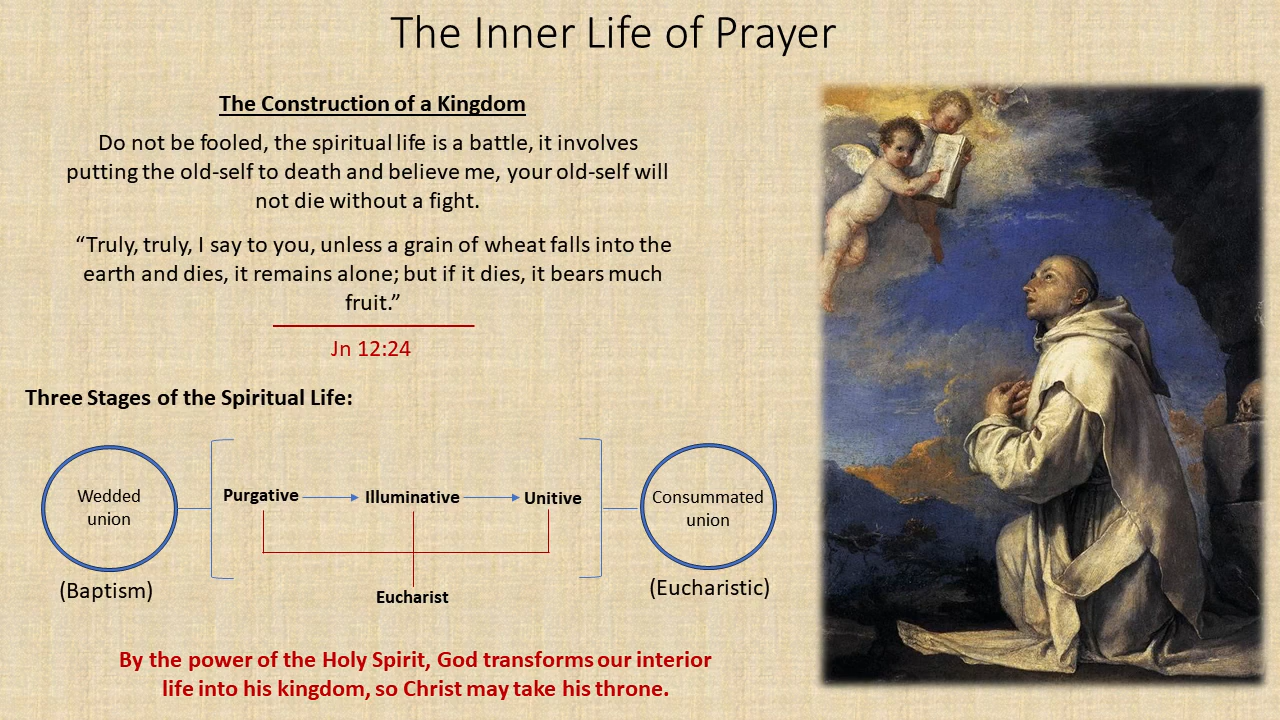 The Inner Life of Prayer
The Construction of a Kingdom
Do not be fooled, the spiritual life is a battle, it involves
putting the old-self to death and believe me, your old-self will
not die without a fight.
“Truly, truly, I say to you, unless a grain of wheat falls into the
earth and dies, it remains alone; but if it dies, it bears much
fruit.”
Jn 12:24
Three Stages of the Spiritual Life:
Wedded
union
(Baptism)
Purgative
Illuminative
Unitive
Eucharist
Consummated
union
(Eucharistic)
By the power of the Holy Spirit, God transforms our interior
life into his kingdom, so Christ may take his throne.